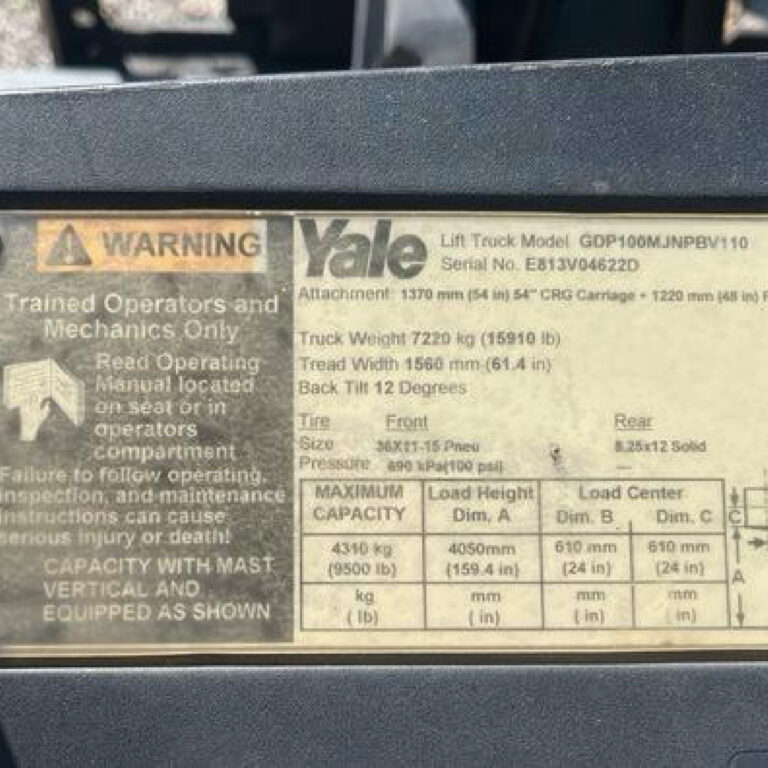 WARNING
Trained Operators and
Mechanics Only
Read Operating
Manual located
on seat or in
operators
compartment
Failure to follow operating,
inspection, and maintenance
instructions can cause
serious injury or death!
CAPACITY WITH MAST
VERTICAL AND
EQUIPPED AS SHOWN
Yale
Lift Truck Model GDP100MJNPBV110
Serial No. E813V04622D
Attachment: 1370 mm (54 in) 54" CRG Carriage + 1220 mm (48 in) F
Truck Weight 7220 kg (15910 lb)
Tread Width 1560 mm (61.4 in)
Back Tilt 12 Degrees
Tire Front Rear
Size 36X11-15 Pneu 8.25x12 Solid
Pressure 690 kPa(100 psi) ---
MAXIMUM CAPACITY Load Height Dim. A Load Center Dim. B Dim. C
4310 kg 4050mm 610 mm 610 mm
(9500 lb) (159.4 in) (24 in) (24 in)
kg mm mm mm
( lb) ( in) ( in) ( in)
C
A